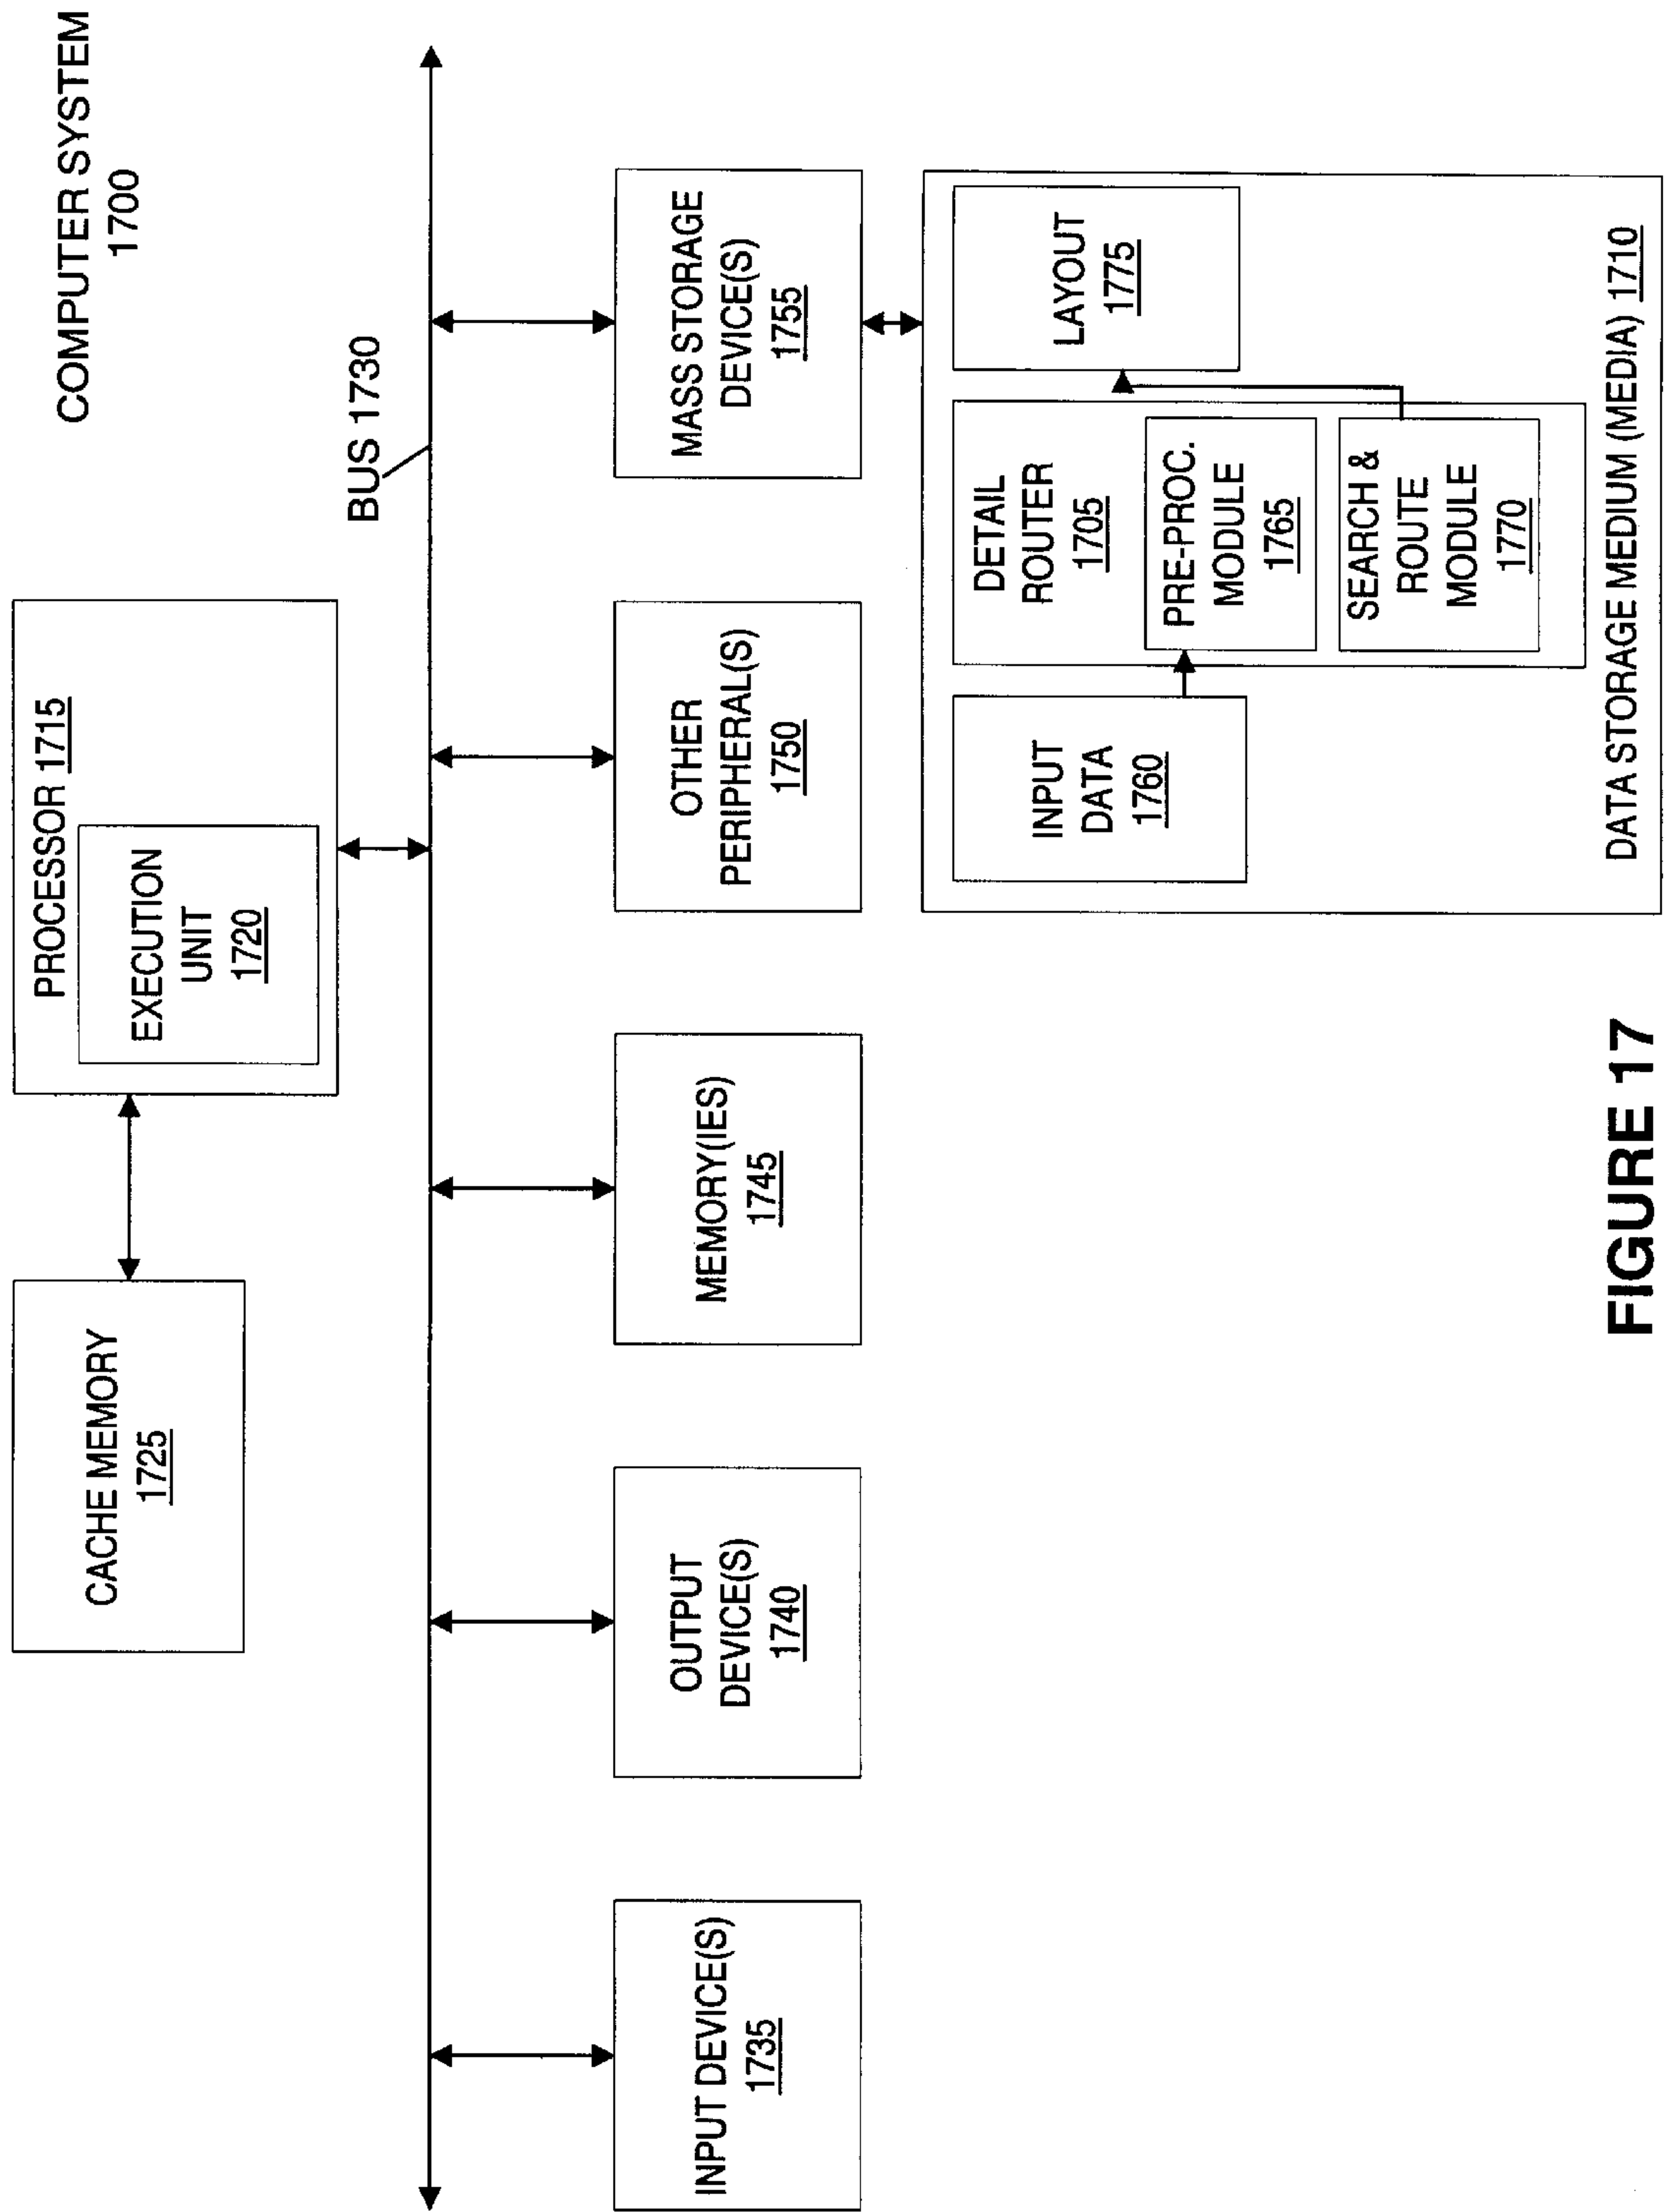 COMPUTER SYSTEM
1700
CACHE MEMORY
1725
PROCESSOR 1715
EXECUTION
UNIT
1720
BUS 1730
INPUT DEVICE(S)
1735
OUTPUT
DEVICE(S)
1740
MEMORY(IES)
1745
OTHER
PERIPHERAL(S)
1750
MASS STORAGE
DEVICE(S)
1755
INPUT
DATA
1760
DETAIL
ROUTER
1705
PRE-PROC.
MODULE
1765
SEARCH &
ROUTE
MODULE
1770
LAYOUT
1775
DATA STORAGE MEDIUM (MEDIA) 1710
FIGURE 17